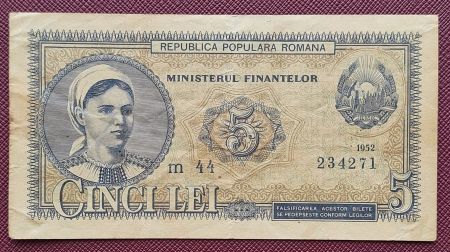 REPUBLICA POPULARA ROMANA
MINISTERUL FINANTELOR
5
1952
m 44 234271
CINCI LEI 5
FALSIFICAREA ACESTOR BILETE
SE PEDEPSESTE CONFORM LEGILOR